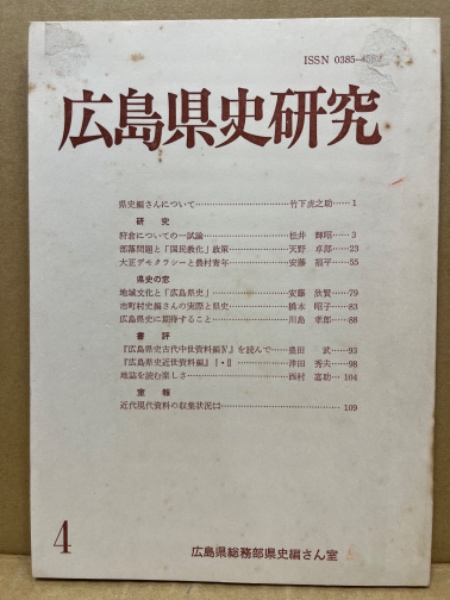 ISSN 0385-
広島県史研究
県史編さんについて……………………………竹下虎之助……1
研究
狩倉についての一試論…………………………松井 輝昭……3
部落問題と「国民教化」政策…………………天野 卓郎……23
大正デモクラシーと農村青年…………………安藤 福平……55
県史の窓
地域文化と「広島県史」………………………安藤 欣賢……79
市町村史編さんの実際と県史…………………橋本 昭子……83
広島県史に期待すること………………………川島 孝郎……88
書評
『広島県史古代中世資料編Ⅳ』を読んで…… 田 武……93
『広島県史近世資料編』Ⅰ・Ⅱ ……………津田 秀夫……98
地誌を読む楽しさ………………………………西村 嘉助…104
彙報
近代現代資料の収集状況は……………………………………109
4
広島県総務部県史編さん室